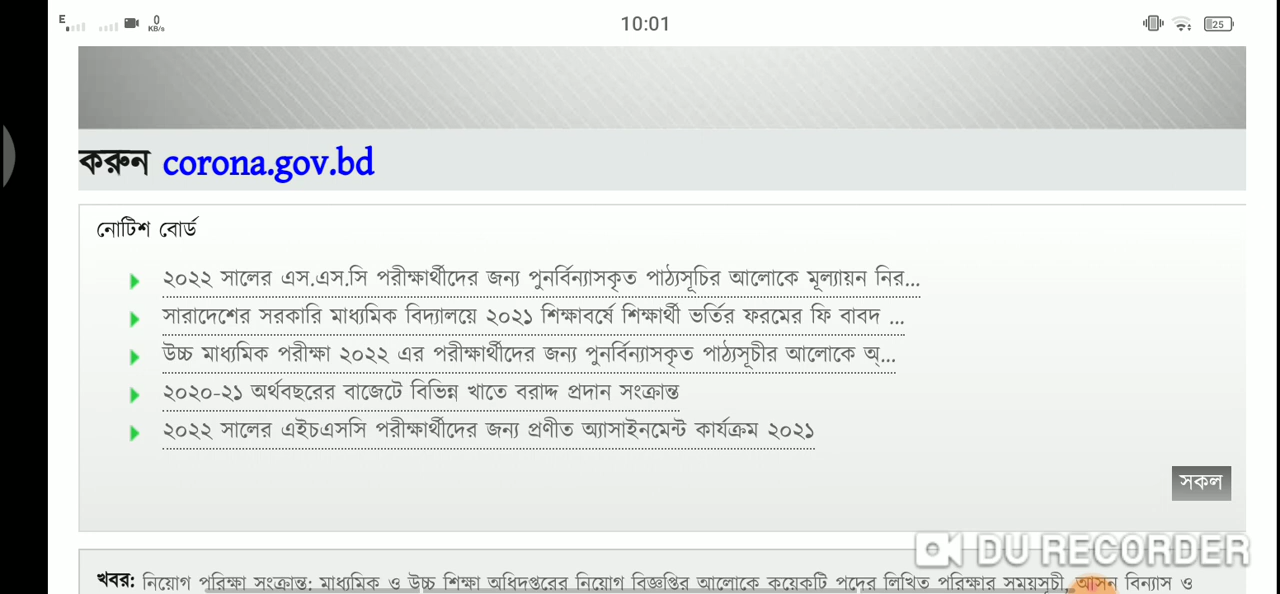 E
0
KB/s
10:01
25
করুন corona.gov.bd
নোটিশ বোর্ড
২০২২ সালের এস.এস.সি পরীক্ষার্থীদের জন্য পুনর্বিন্যাসকৃত পাঠ্যসূচির আলোকে মূল্যায়ন নির...
সারাদেশের সরকারি মাধ্যমিক বিদ্যালয়ে ২০২১ শিক্ষাবর্ষে শিক্ষার্থী ভর্তির ফরমের ফি বাবদ ...
উচ্চ মাধ্যমিক পরীক্ষা ২০২২ এর পরীক্ষার্থীদের জন্য পুনর্বিন্যাসকৃত পাঠ্যসূচীর আলোকে অ্...
২০২০-২১ অর্থবছরের বাজেটে বিভিন্ন খাতে বরাদ্দ প্রদান সংক্রান্ত
২০২২ সালের এইচএসসি পরীক্ষার্থীদের জন্য প্রণীত অ্যাসাইনমেন্ট কার্যক্রম ২০২১
সকল
DU RECORDER
খবর: নিয়োগ পরিক্ষা সংক্রান্ত: মাধ্যমিক ও উচ্চ শিক্ষা অধিদপ্তরের নিয়োগ বিজ্ঞপ্তির আলোকে কয়েকটি পদের লিখিত পরিক্ষার সময়সূচী, আসন বিন্যাস ও